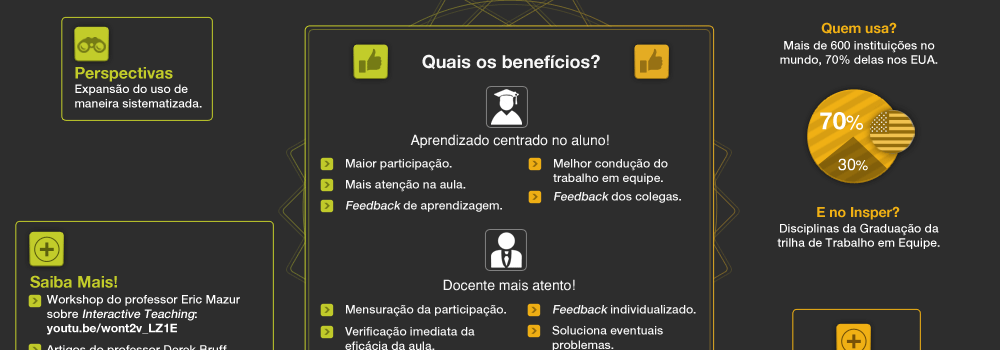 Perspectivas
Expansão do uso de
maneira sistematizada.
Saiba Mais!
Workshop do professor Eric Mazur
sobre Interactive Teaching:
youtu.be/wont2v_LZ1E
Artigos do professor Derek Bruff
Quais os benefícios?
Aprendizado centrado no aluno!
Maior participação.
Mais atenção na aula.
Feedback de aprendizagem.
Melhor condução do
trabalho em equipe.
Feedback dos colegas.
Docente mais atento!
Mensuração da participação.
Verificação imediata da
eficácia da aula.
Feedback individualizado.
Soluciona eventuais
problemas.
Quem usa?
Mais de 600 instituições no
mundo, 70% delas nos EUA.
70%
30%
E no Insper?
Disciplinas da Graduação da
trilha de Trabalho em Equipe.